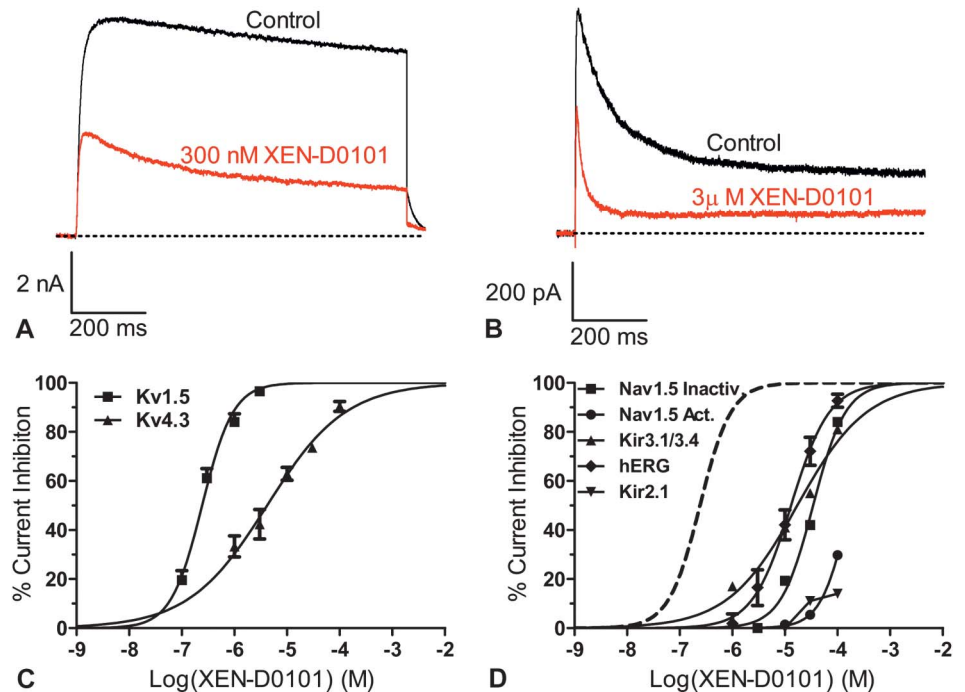 Control
300 nM XEN-D0101
2 nA
200 ms
A
Control
3μ M XEN-D0101
200 pA
200 ms
B
% Current Inhibiton
100
80
60
40
20
0
Kv1.5
Kv4.3
-9 -8 -7 -6 -5 -4 -3 -2
Log(XEN-D0101) (M)
C
% Current Inhibiton
100
80
60
40
20
0
Nav1.5 Inactiv
Nav1.5 Act.
Kir3.1/3.4
hERG
Kir2.1
-9 -8 -7 -6 -5 -4 -3 -2
Log(XEN-D0101) (M)
D